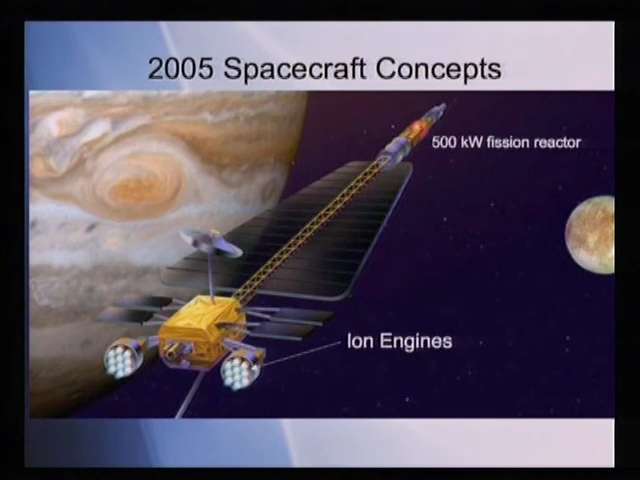 2005 Spacecraft Concepts
500 kW fission reactor
Ion Engines